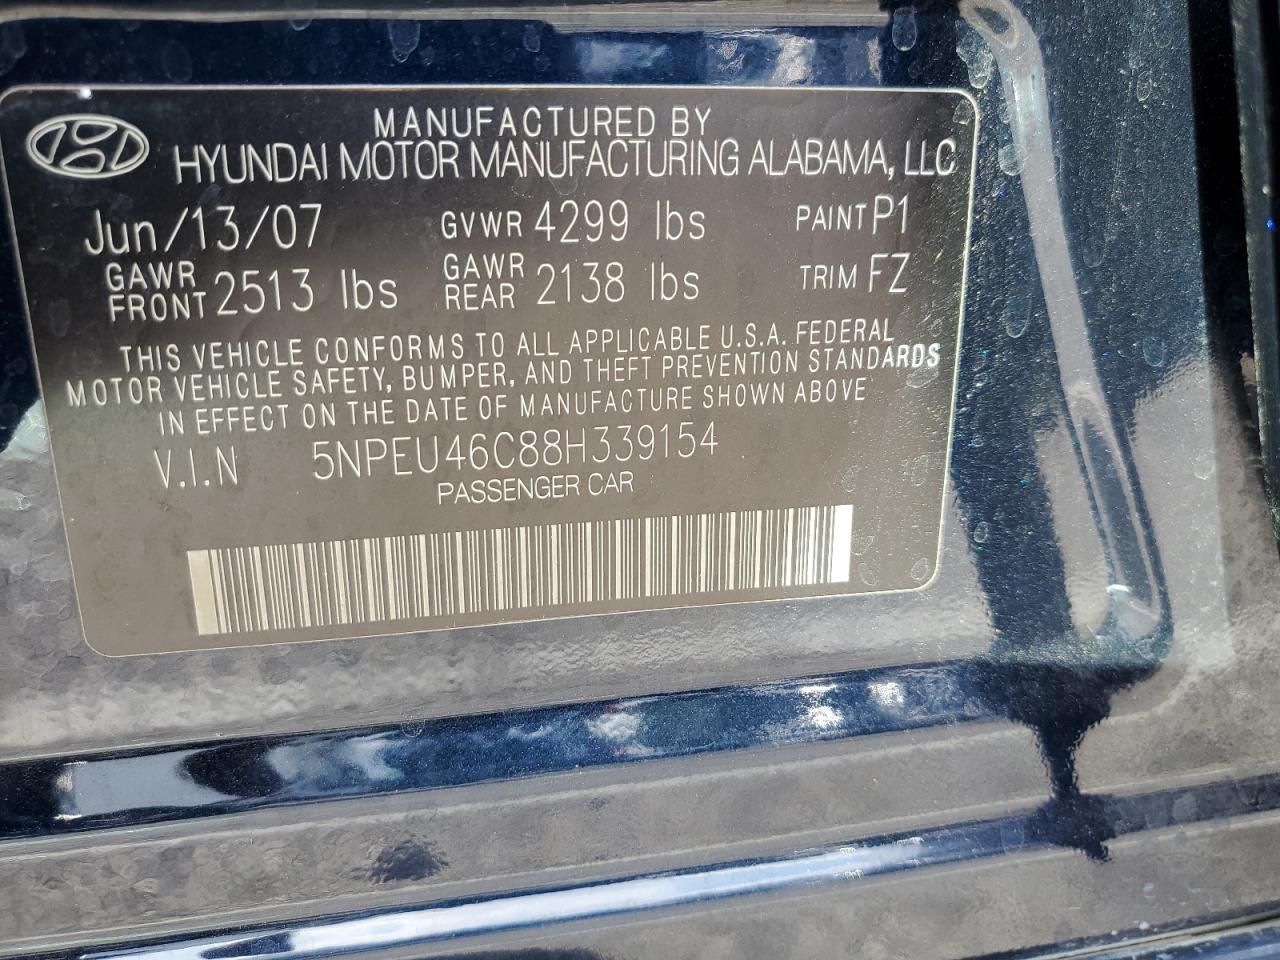 MANUFACTURED BY
HYUNDAI MOTOR MANUFACTURING ALABAMA, LLC
Jun/13/07 GVWR 4299 lbs PAINT P1
GAWR FRONT 2513 lbs GAWR REAR 2138 lbs TRIM FZ
THIS VEHICLE CONFORMS TO ALL APPLICABLE U.S.A. FEDERAL
MOTOR VEHICLE SAFETY, BUMPER, AND THEFT PREVENTION STANDARDS
IN EFFECT ON THE DATE OF MANUFACTURE SHOWN ABOVE
V.I.N 5NPEU46C88H339154
PASSENGER CAR